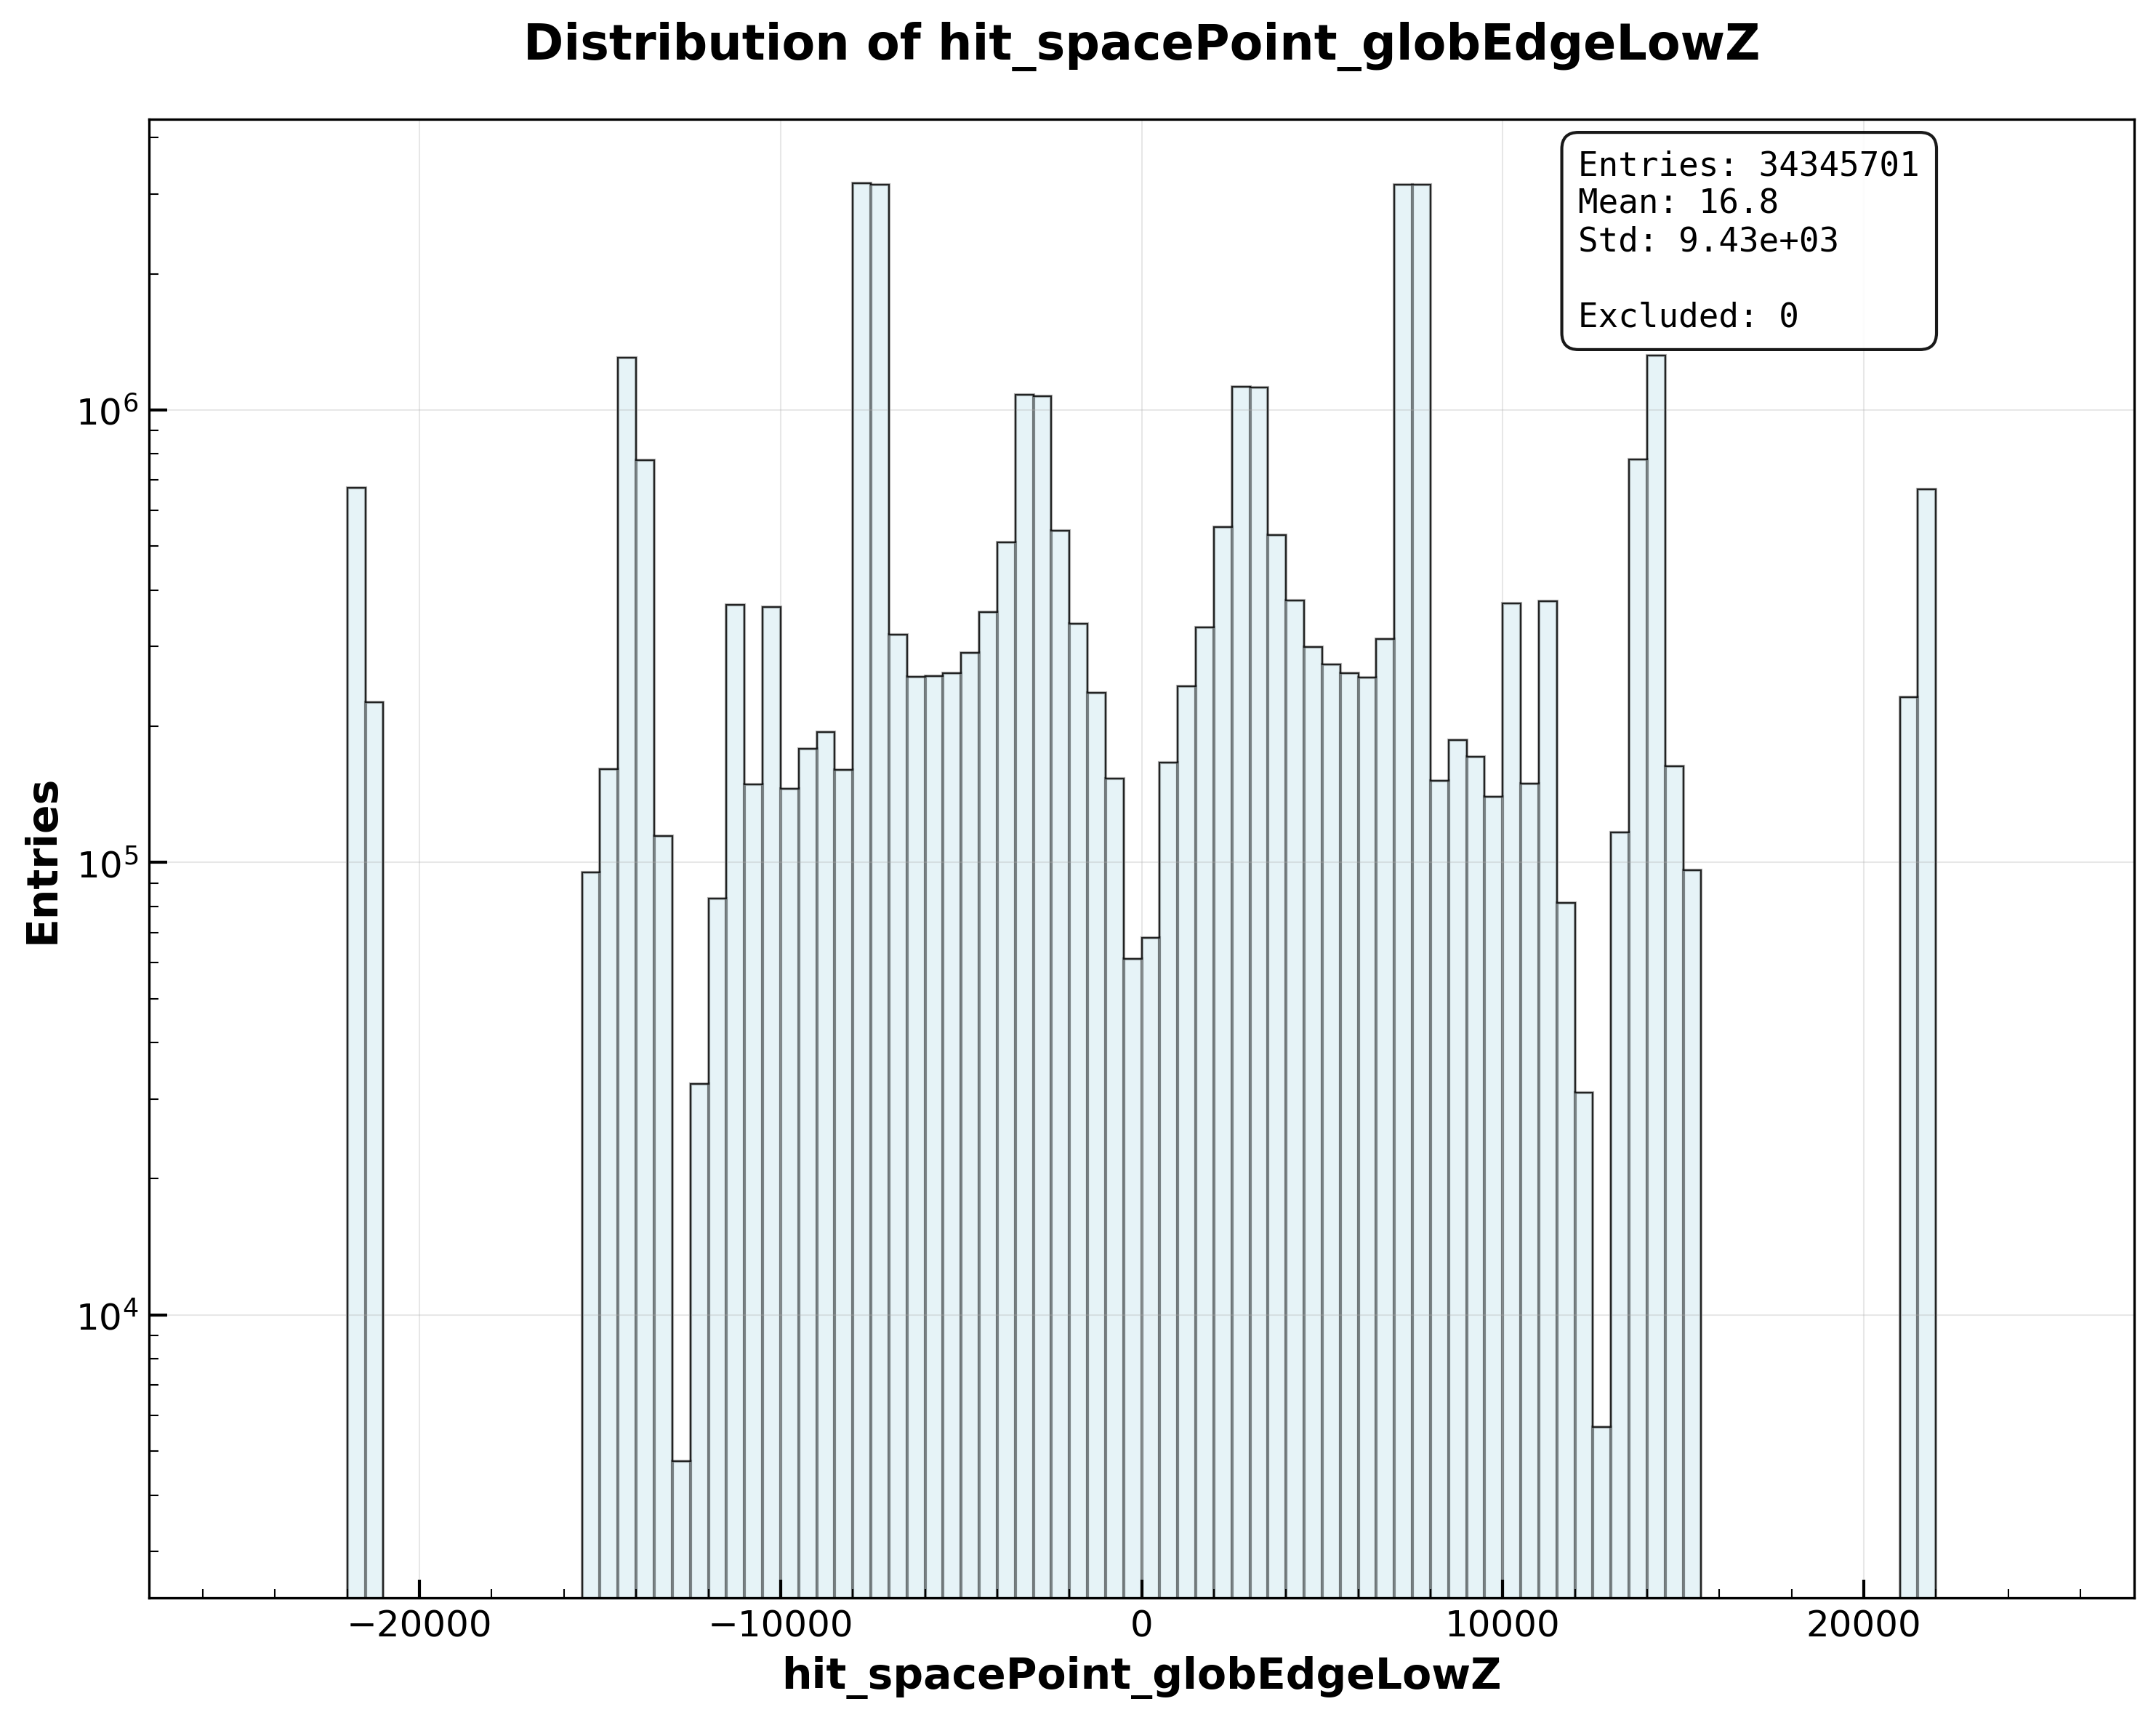 Distribution of hit_spacePoint_globEdgeLowZ
Entries: 34345701
Mean: 16.8
Std: 9.43e+03
Excluded: 0
10^6
10^5
10^4
Entries
−20000
−10000
0
10000
20000
hit_spacePoint_globEdgeLowZ